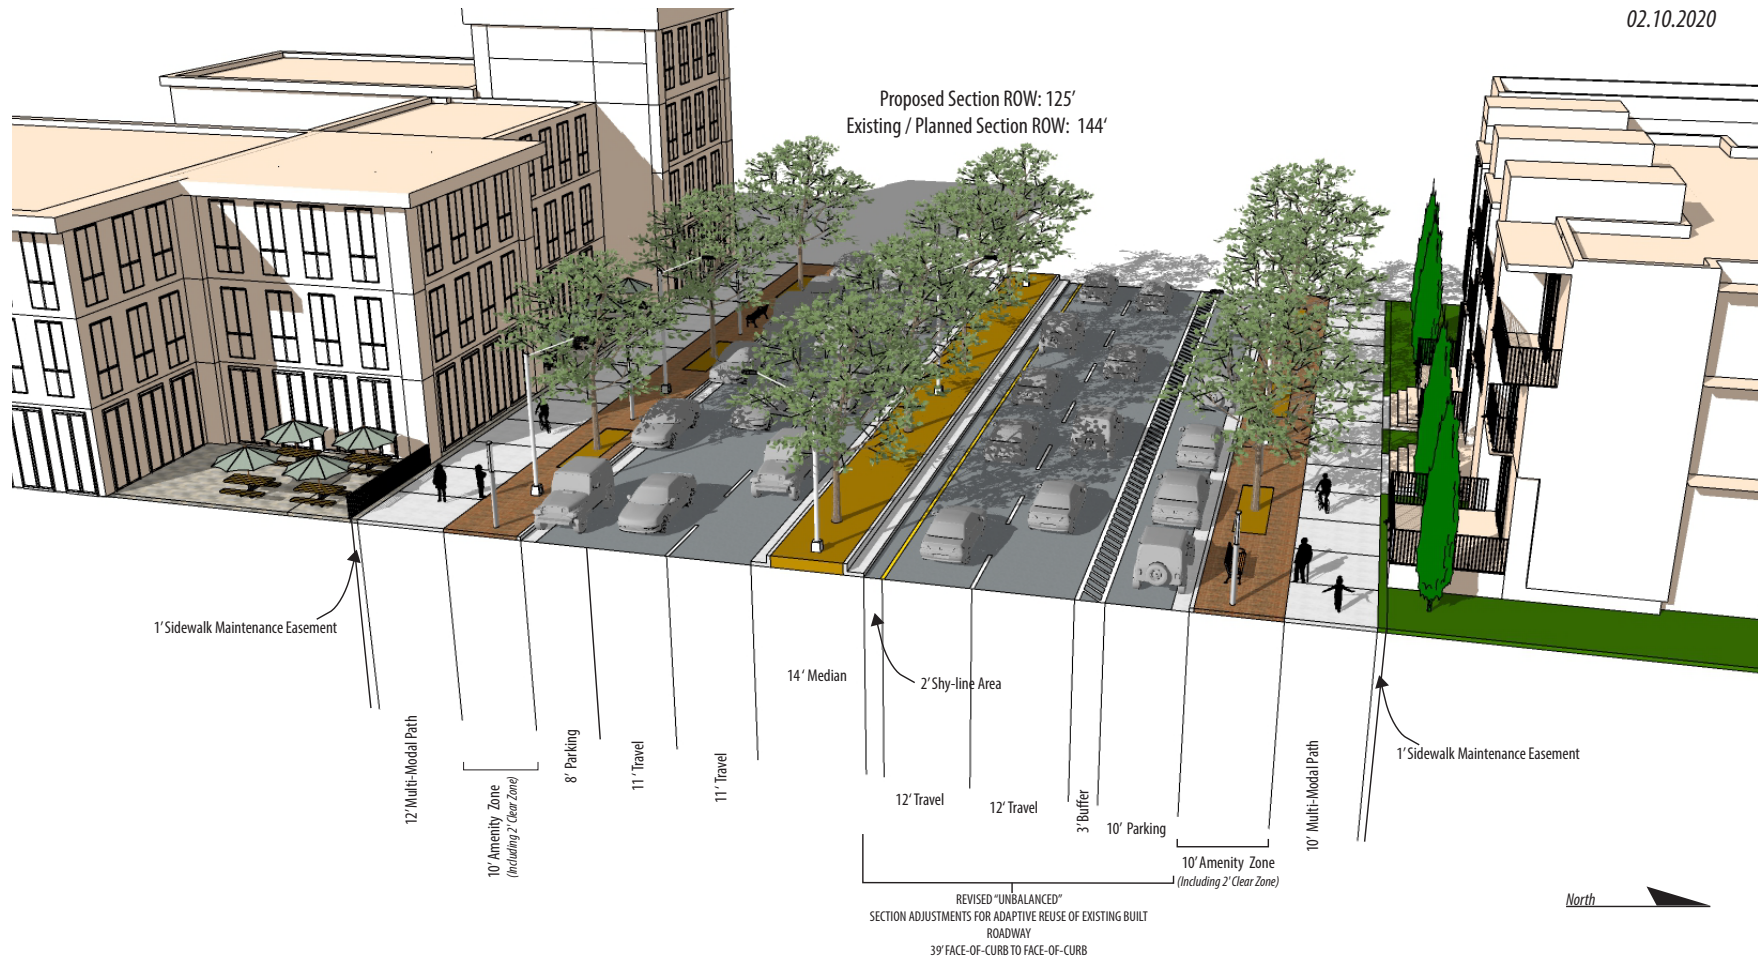 02.10.2020
Proposed Section ROW: 125'
Existing / Planned Section ROW: 144'
1' Sidewalk Maintenance Easement
12' Multi-Modal Path
10' Amenity Zone
(Including 2' Clear Zone)
8' Parking
11' Travel
11' Travel
14' Median
2' Shy-line Area
12' Travel
12' Travel
3' Buffer
10' Parking
10' Amenity Zone
(Including 2' Clear Zone)
10' Multi-Modal Path
1' Sidewalk Maintenance Easement
REVISED "UNBALANCED"
SECTION ADJUSTMENTS FOR ADAPTIVE REUSE OF EXISTING BUILT
ROADWAY
39' FACE-OF-CURB TO FACE-OF-CURB
North